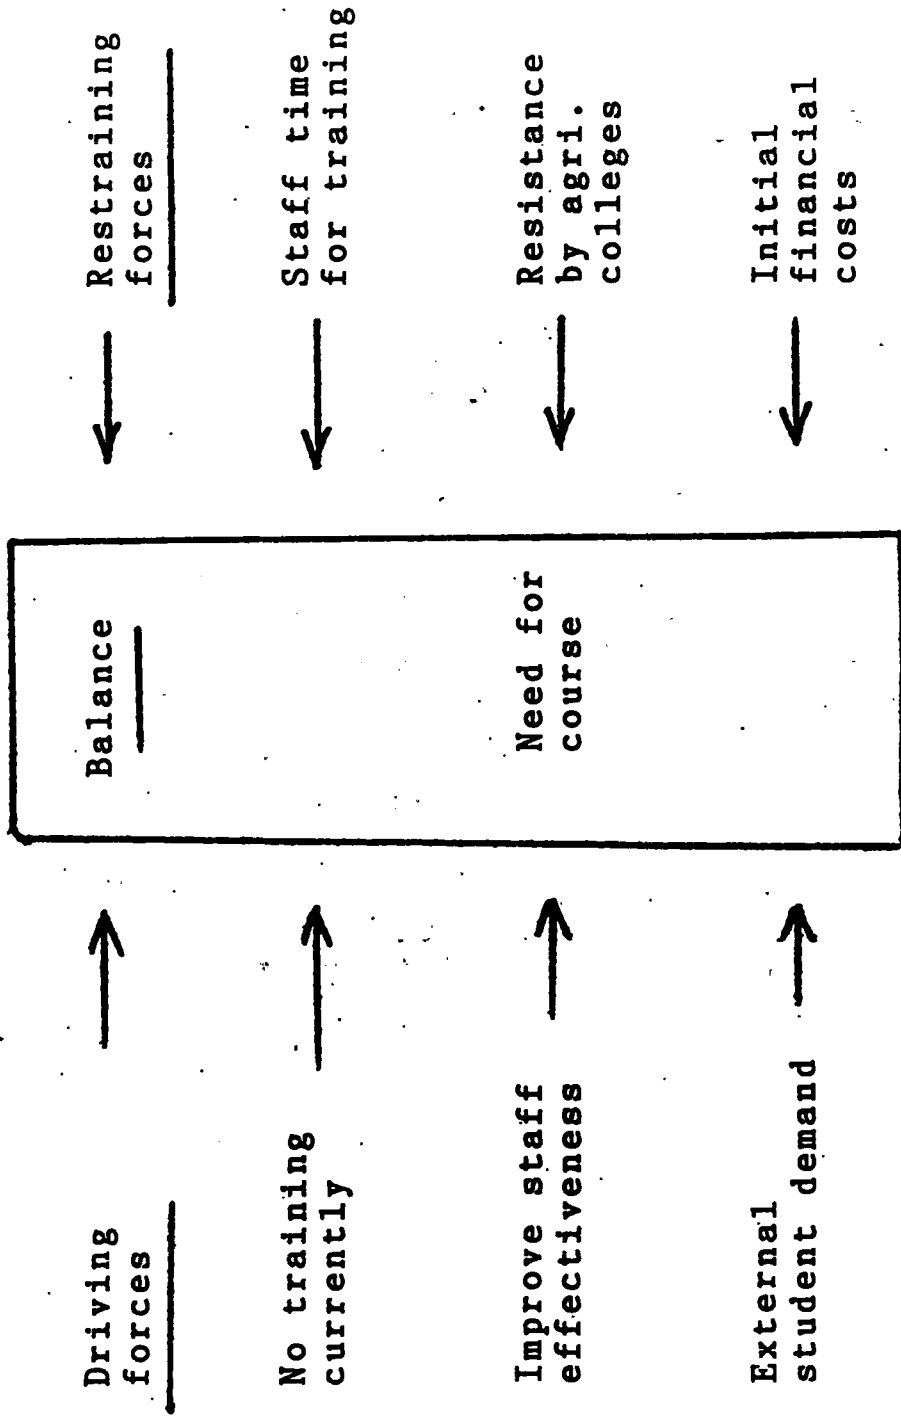 Driving
forces
Balance
Restraining
forces
No training
currently
Staff time
for training
Improve staff
effectiveness
Need for
course
Resistance
by agri.
colleges
External
student demand
Initial
financial
costs